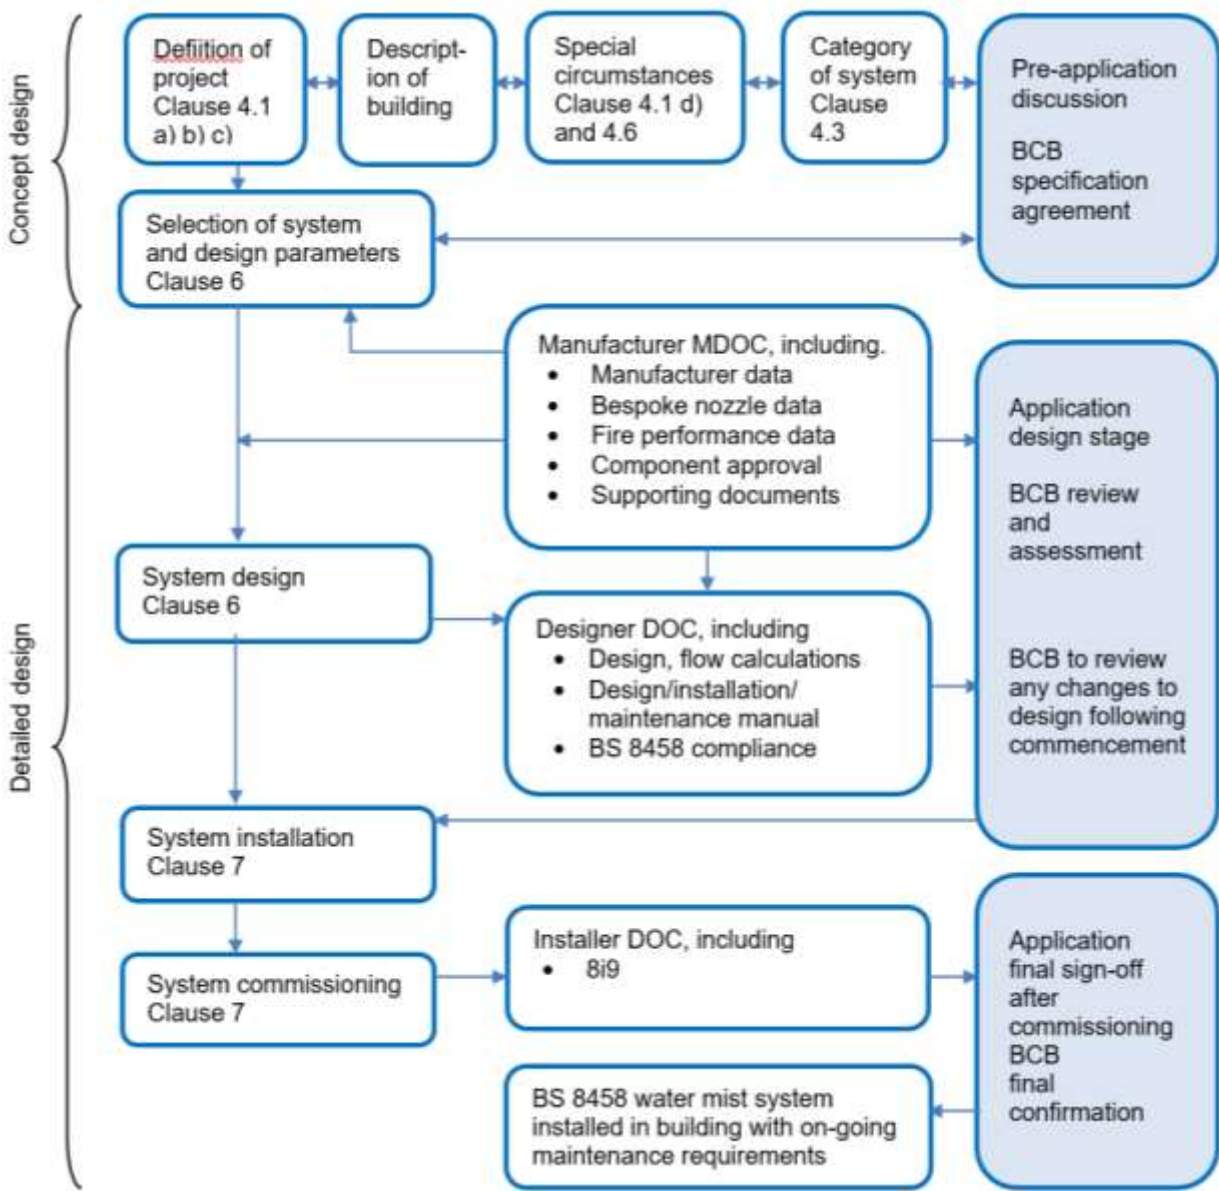 Concept design
Defiition of
project
Clause 4.1
a) b) c)
Descript-
ion of
building
Special
circumstances
Clause 4.1 d)
and 4.6
Category
of system
Clause
4.3
Pre-application
discussion
BCB
specification
agreement
Selection of system
and design parameters
Clause 6
Detailed design
Manufacturer MDOC, including.
• Manufacturer data
• Bespoke nozzle data
• Fire performance data
• Component approval
• Supporting documents
Application
design stage
BCB review
and
assessment
BCB to review
any changes to
design following
commencement
System design
Clause 6
Designer DOC, including
• Design, flow calculations
• Design/installation/
maintenance manual
• BS 8458 compliance
System installation
Clause 7
System commissioning
Clause 7
Installer DOC, including
• 8i9
Application
final sign-off
after
commissioning
BCB
final
confirmation
BS 8458 water mist system
installed in building with on-going
maintenance requirements